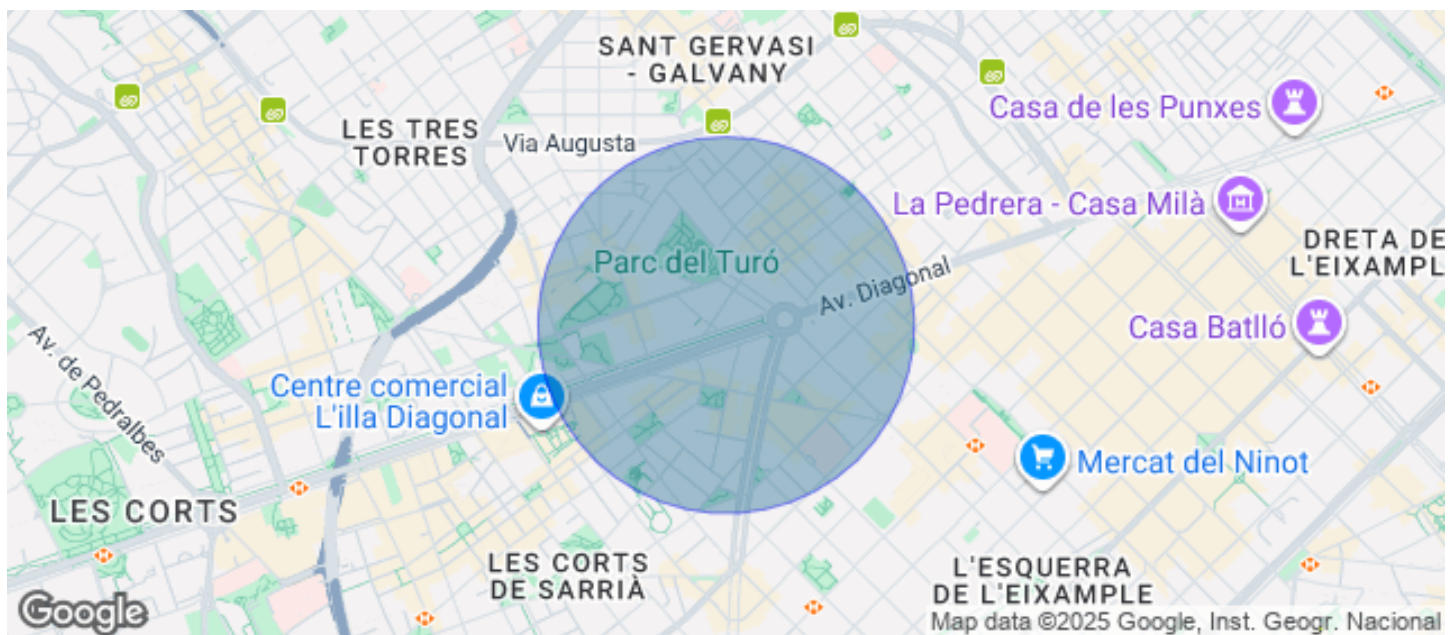 SANT GERVASI
- GALVANY
Casa de les Punxes
LES TRES
TORRES
Via Augusta
La Pedrera - Casa Milà
DRETA DE
L'EIXAMPL
Parc del Turó
Av. Diagonal
Casa Batlló
Av. de Pedralbes
Centre comercial
L'illa Diagonal
Mercat del Ninot
LES CORTS
LES CORTS
DE SARRIÀ
L'ESQUERRA
DE L'EIXAMPLE
Google
Map data ©2025 Google, Inst. Geogr. Nacional